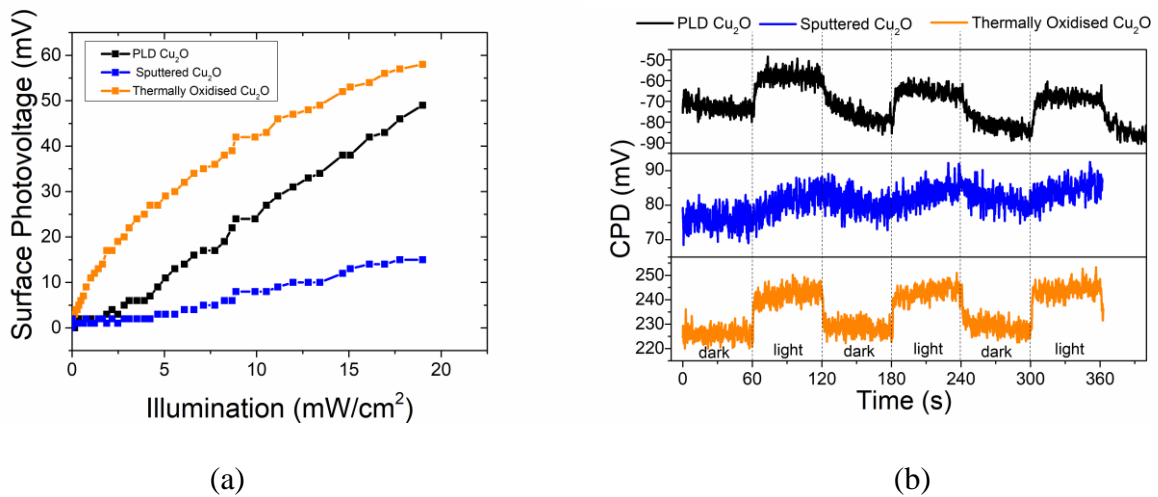 Surface Photovoltage (mV)
60
50
40
30
20
10
0
PLD Cu₂O
Sputtered Cu₂O
Thermally Oxidised Cu₂O
0 5 10 15 20
Illumination (mW/cm²)
(a)
PLD Cu₂O Sputtered Cu₂O Thermally Oxidised Cu₂O
CPD (mV)
-50
-60
-70
-80
-90
90
80
70
250
240
230
220
dark light dark light dark light
0 60 120 180 240 300 360
Time (s)
(b)